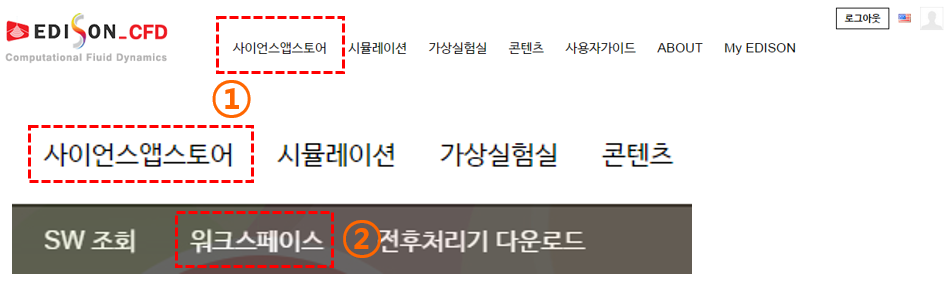 로그아웃
EDISON_CFD
Computational Fluid Dynamics
사이언스앱스토어 시뮬레이션 가상실험실 콘텐츠 사용자가이드 ABOUT My EDISON
①
사이언스앱스토어 시뮬레이션 가상실험실 콘텐츠
SW 조회 워크스페이스 ② 전후처리기 다운로드